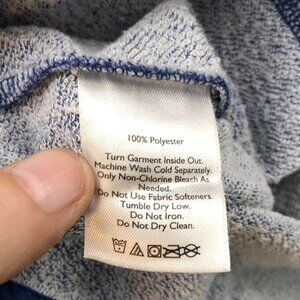 100% Polyester
Turn Garment Inside Out.
Machine Wash Cold Separately.
Only Non-Chlorine Bleach As
Needed.
Do Not Use Fabric Softeners.
Tumble Dry Low.
Do Not Iron.
Do Not Dry Clean.